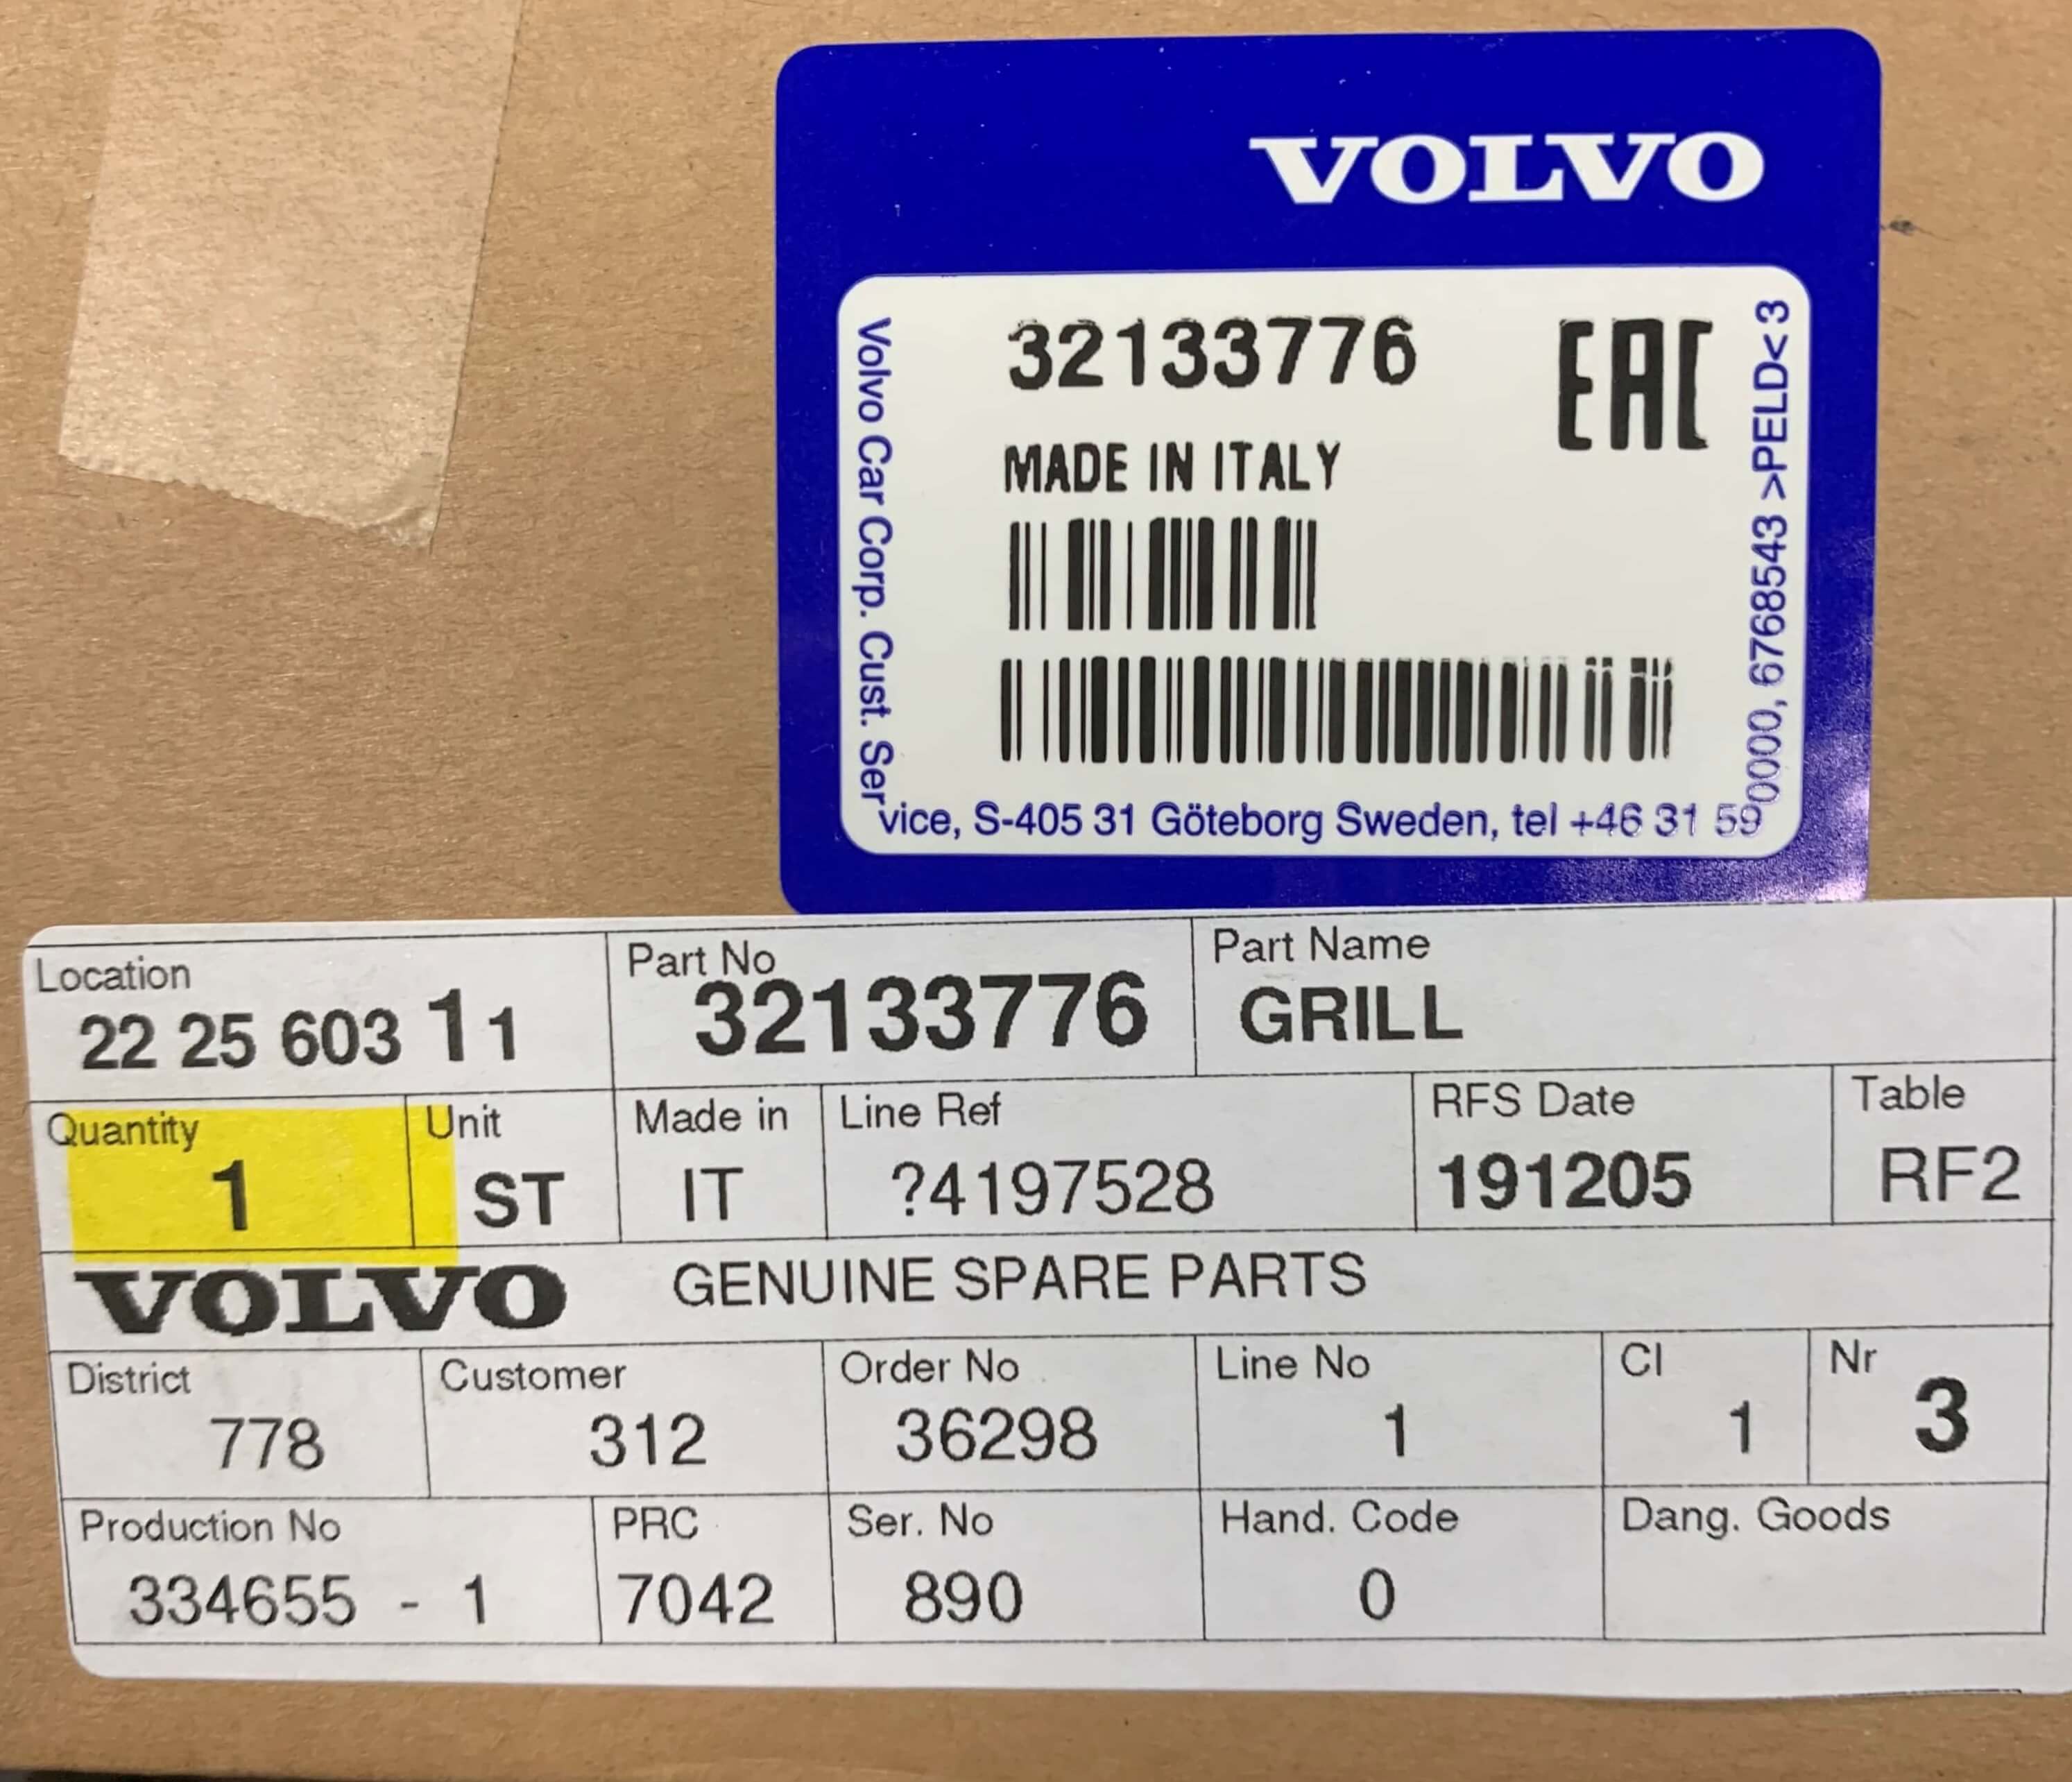 VOLVO
32133776
EAC
MADE IN ITALY
Volvo Car Corp. Cust. Service, S-405 31 Göteborg Sweden, tel +46 31 590000, 6768543 >PELD< 3
Location
22 25 603 1 1
Part No
32133776
Part Name
GRILL
Quantity
1
Unit
ST
Made in
IT
Line Ref
?4197528
RFS Date
191205
Table
RF2
VOLVO GENUINE SPARE PARTS
District
778
Customer
312
Order No
36298
Line No
1
Cl
1
Nr
3
Production No
334655 - 1
PRC
7042
Ser. No
890
Hand. Code
0
Dang. Goods